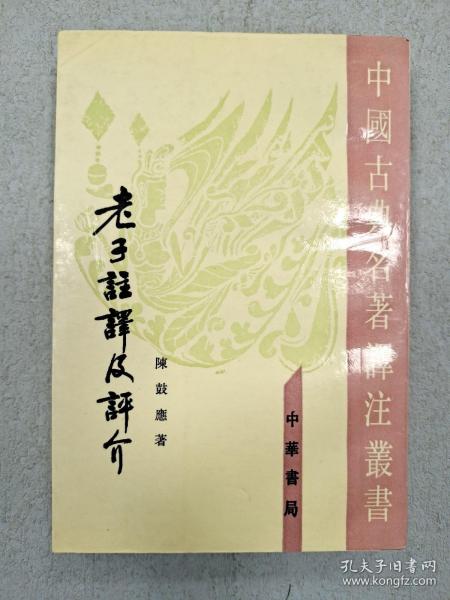 中國古典名著譯注叢書
老子註譯及評介
陳鼓應著
中華書局
孔夫子旧书网
www.kongfz.com